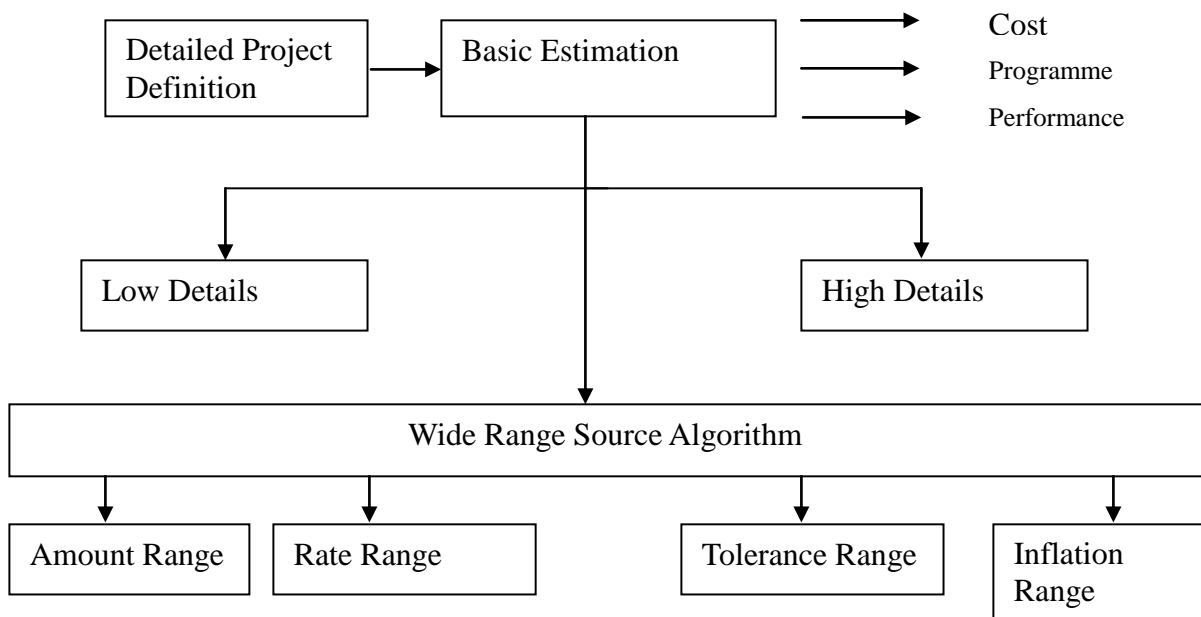 Detailed Project
Definition
Basic Estimation
Cost
Programme
Performance
Low Details
High Details
Wide Range Source Algorithm
Amount Range
Rate Range
Tolerance Range
Inflation
Range